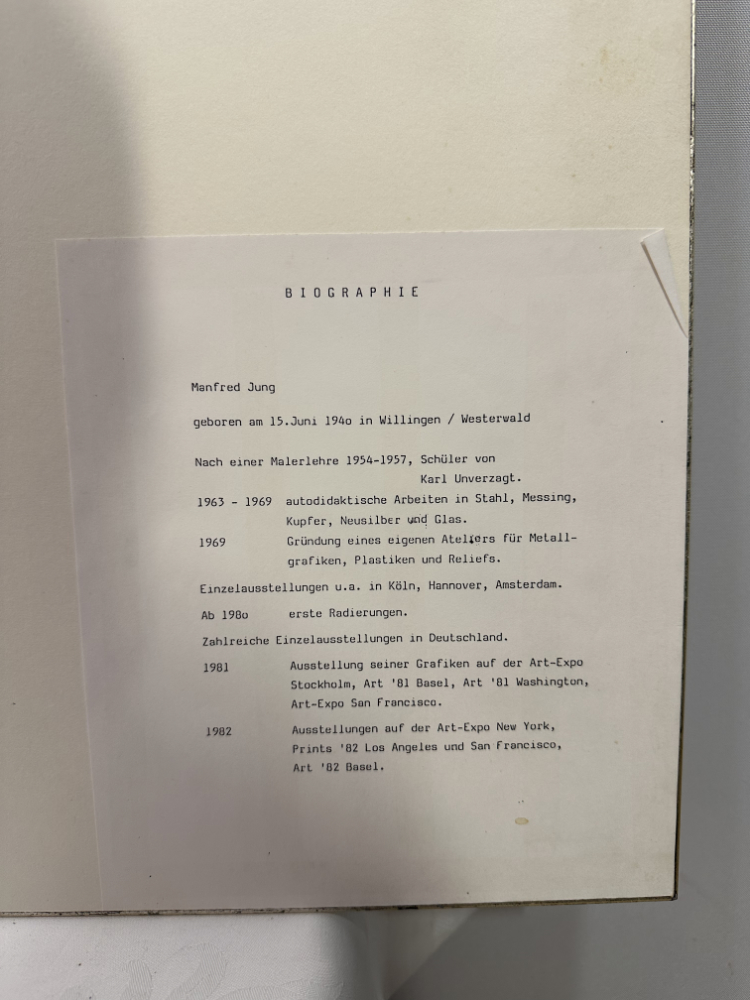 BIOGRAPHIE
Manfred Jung
geboren am 15.Juni 194o in Willingen / Westerwald
Nach einer Malerlehre 1954-1957, Schüler von
Karl Unverzagt.
1963 - 1969 autodidaktische Arbeiten in Stahl, Messing,
Kupfer, Neusilber und Glas.
1969 Gründung eines eigenen Ateliers für Metall-
grafiken, Plastiken und Reliefs.
Einzelausstellungen u.a. in Köln, Hannover, Amsterdam.
Ab 198o erste Radierungen.
Zahlreiche Einzelausstellungen in Deutschland.
1981 Ausstellung seiner Grafiken auf der Art-Expo
Stockholm, Art '81 Basel, Art '81 Washington,
Art-Expo San Francisco.
1982 Ausstellungen auf der Art-Expo New York,
Prints '82 Los Angeles und San Francisco,
Art '82 Basel.